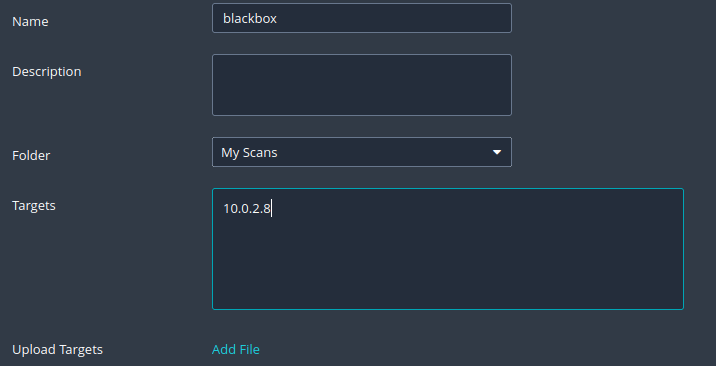 Name
blackbox
Description
Folder
My Scans
Targets
10.0.2.8
Upload Targets
Add File